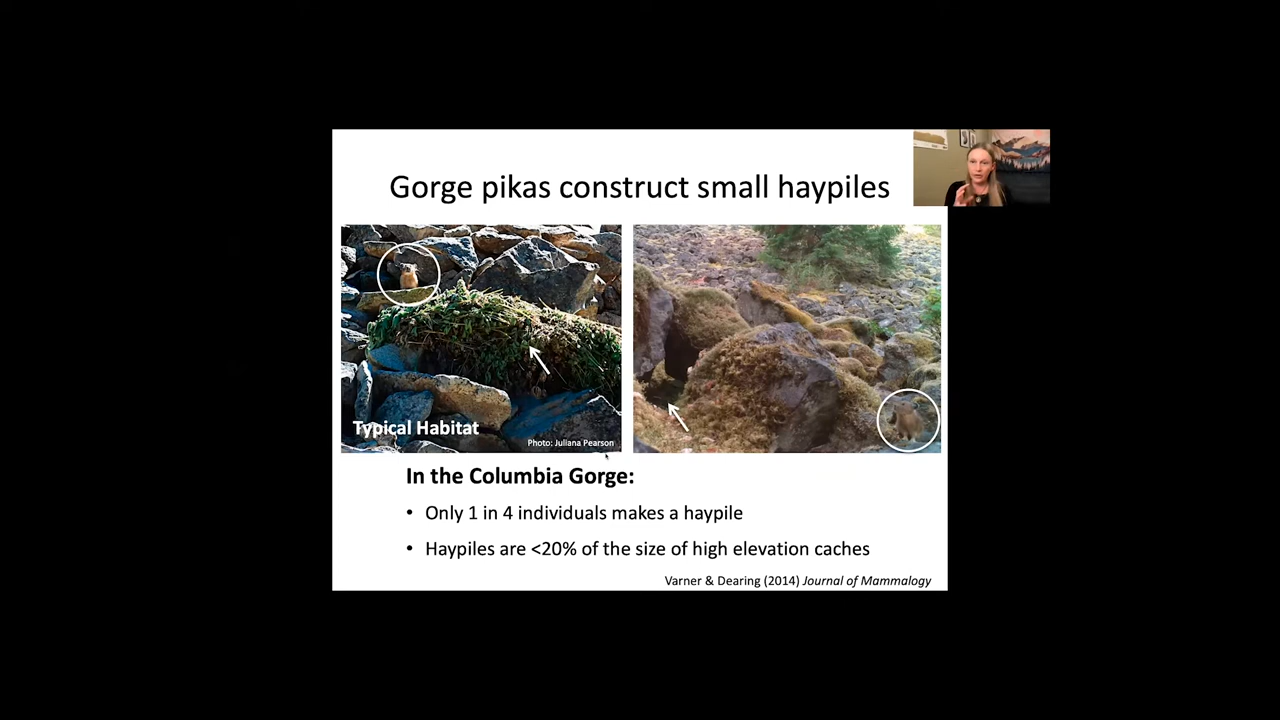 Gorge pikas construct small haypiles
Typical Habitat
Photo: Juliana Pearson
In the Columbia Gorge:
• Only 1 in 4 individuals makes a haypile
• Haypiles are <20% of the size of high elevation caches
Varner & Dearing (2014) Journal of Mammalogy